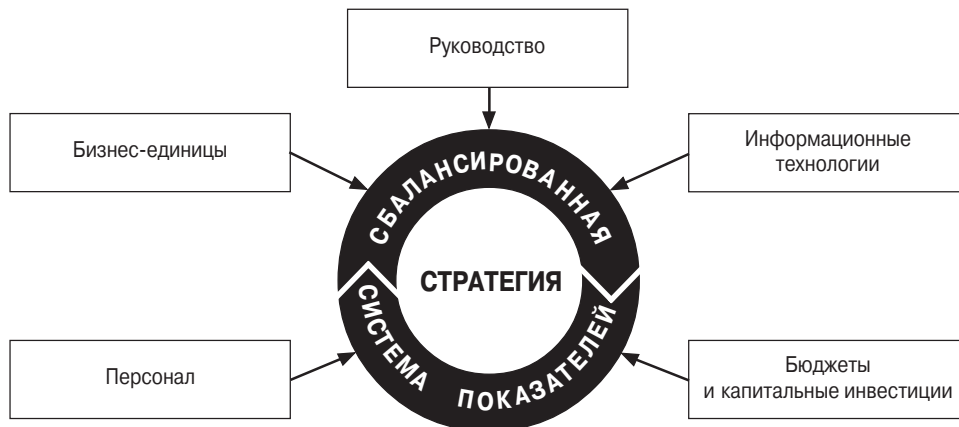 Руководство
Бизнес-единицы
Информационные
технологии
СБАЛАНСИРОВАННАЯ
СТРАТЕГИЯ
СИСТЕМА ПОКАЗАТЕЛЕЙ
Персонал
Бюджеты
и капитальные инвестиции